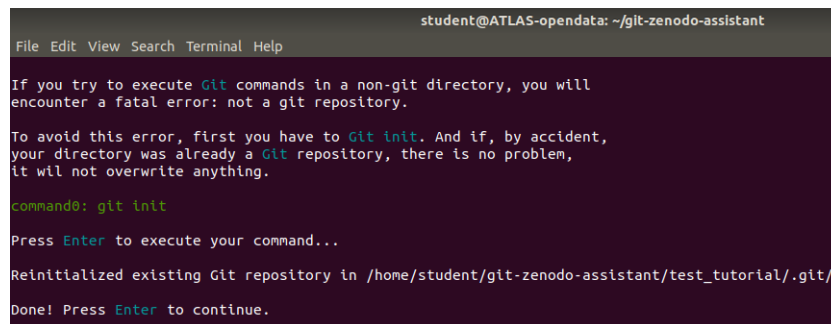 student@ATLAS-opendata: ~/git-zenodo-assistant
File Edit View Search Terminal Help
If you try to execute Git commands in a non-git directory, you will
encounter a fatal error: not a git repository.
To avoid this error, first you have to Git init. And if, by accident,
your directory was already a Git repository, there is no problem,
it wil not overwrite anything.
command0: git init
Press Enter to execute your command...
Reinitialized existing Git repository in /home/student/git-zenodo-assistant/test_tutorial/.git/
Done! Press Enter to continue.